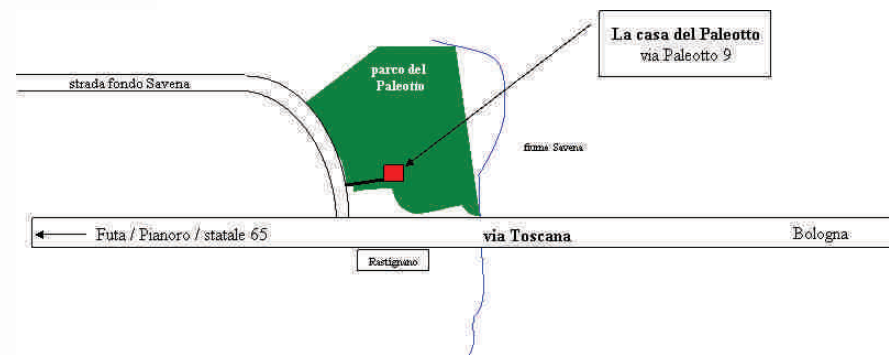 La casa del Paleotto
via Paleotto 9
parco del
Paleotto
strada fondo Savena
fiume Savena
Futa / Pianoro / statale 65
via Toscana
Bologna
Rastignano